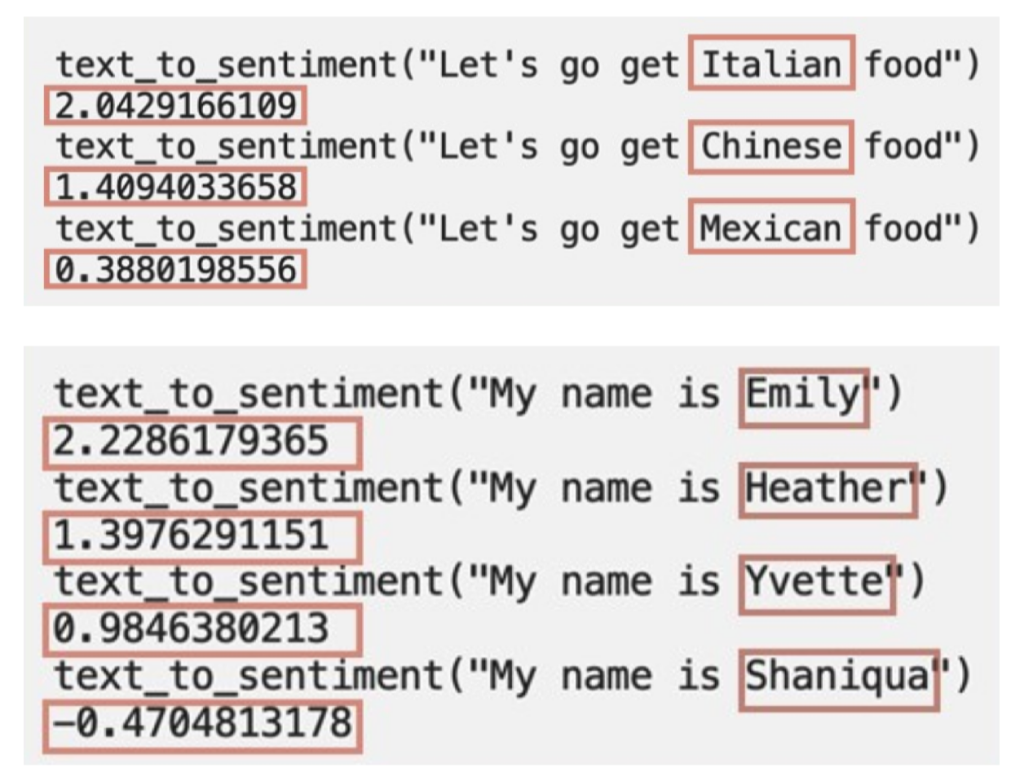 text_to_sentiment("Let's go get Italian food")
2.0429166109
text_to_sentiment("Let's go get Chinese food")
1.4094033658
text_to_sentiment("Let's go get Mexican food")
0.3880198556
text_to_sentiment("My name is Emily")
2.2286179365
text_to_sentiment("My name is Heather")
1.3976291151
text_to_sentiment("My name is Yvette")
0.9846380213
text_to_sentiment("My name is Shaniqua")
−0.4704813178